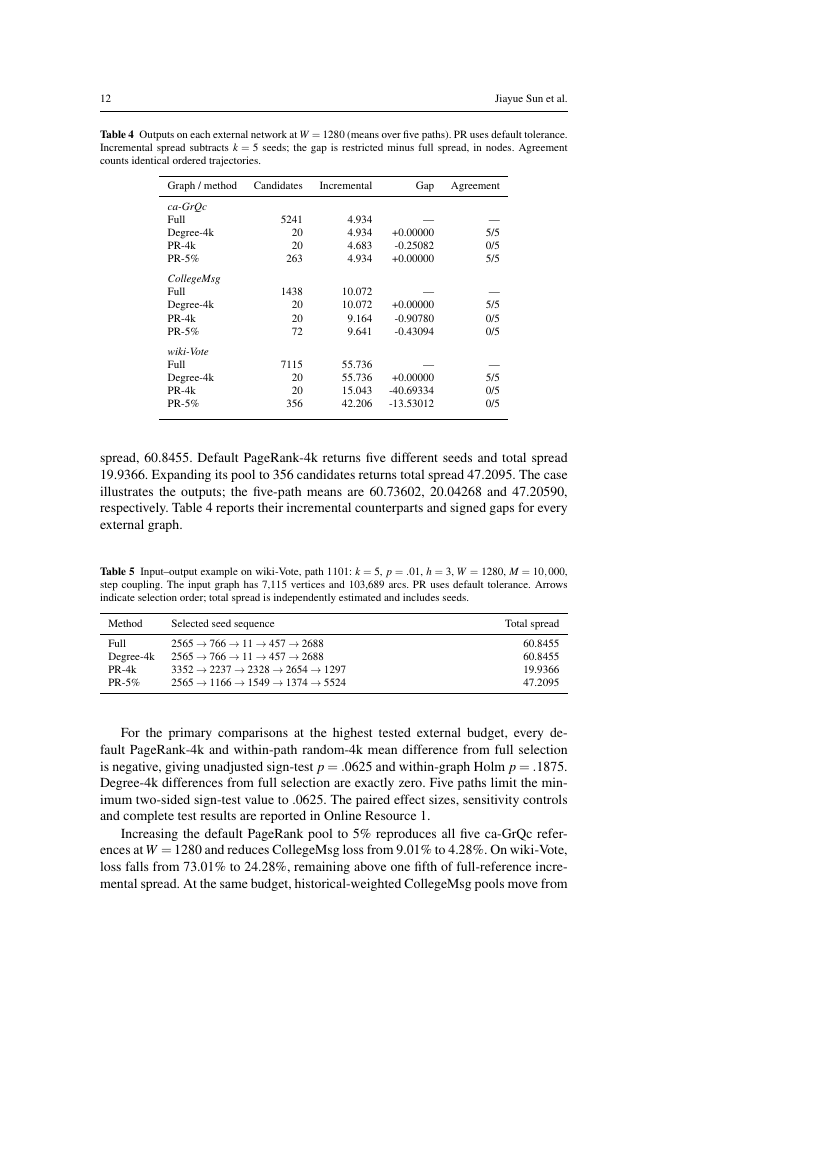 12 Jiayue Sun et al.
Table 4 Outputs on each external network at W = 1280 (means over five paths). PR uses default tolerance.
Incremental spread subtracts k = 5 seeds; the gap is restricted minus full spread, in nodes. Agreement
counts identical ordered trajectories.
Graph / method Candidates Incremental Gap Agreement
ca-GrQc
Full 5241 4.934 — —
Degree-4k 20 4.934 +0.00000 5/5
PR-4k 20 4.683 -0.25082 0/5
PR-5% 263 4.934 +0.00000 5/5
CollegeMsg
Full 1438 10.072 — —
Degree-4k 20 10.072 +0.00000 5/5
PR-4k 20 9.164 -0.90780 0/5
PR-5% 72 9.641 -0.43094 0/5
wiki-Vote
Full 7115 55.736 — —
Degree-4k 20 55.736 +0.00000 5/5
PR-4k 20 15.043 -40.69334 0/5
PR-5% 356 42.206 -13.53012 0/5
spread, 60.8455. Default PageRank-4k returns five different seeds and total spread
19.9366. Expanding its pool to 356 candidates returns total spread 47.2095. The case
illustrates the outputs; the five-path means are 60.73602, 20.04268 and 47.20590,
respectively. Table 4 reports their incremental counterparts and signed gaps for every
external graph.
Table 5 Input–output example on wiki-Vote, path 1101: k = 5, p = .01, h = 3, W = 1280, M = 10,000,
step coupling. The input graph has 7,115 vertices and 103,689 arcs. PR uses default tolerance. Arrows
indicate selection order; total spread is independently estimated and includes seeds.
Method Selected seed sequence Total spread
Full 2565 → 766 → 11 → 457 → 2688 60.8455
Degree-4k 2565 → 766 → 11 → 457 → 2688 60.8455
PR-4k 3352 → 2237 → 2328 → 2654 → 1297 19.9366
PR-5% 2565 → 1166 → 1549 → 1374 → 5524 47.2095
For the primary comparisons at the highest tested external budget, every de-
fault PageRank-4k and within-path random-4k mean difference from full selection
is negative, giving unadjusted sign-test p = .0625 and within-graph Holm p = .1875.
Degree-4k differences from full selection are exactly zero. Five paths limit the min-
imum two-sided sign-test value to .0625. The paired effect sizes, sensitivity controls
and complete test results are reported in Online Resource 1.
Increasing the default PageRank pool to 5% reproduces all five ca-GrQc refer-
ences at W = 1280 and reduces CollegeMsg loss from 9.01% to 4.28%. On wiki-Vote,
loss falls from 73.01% to 24.28%, remaining above one fifth of full-reference incre-
mental spread. At the same budget, historical-weighted CollegeMsg pools move from